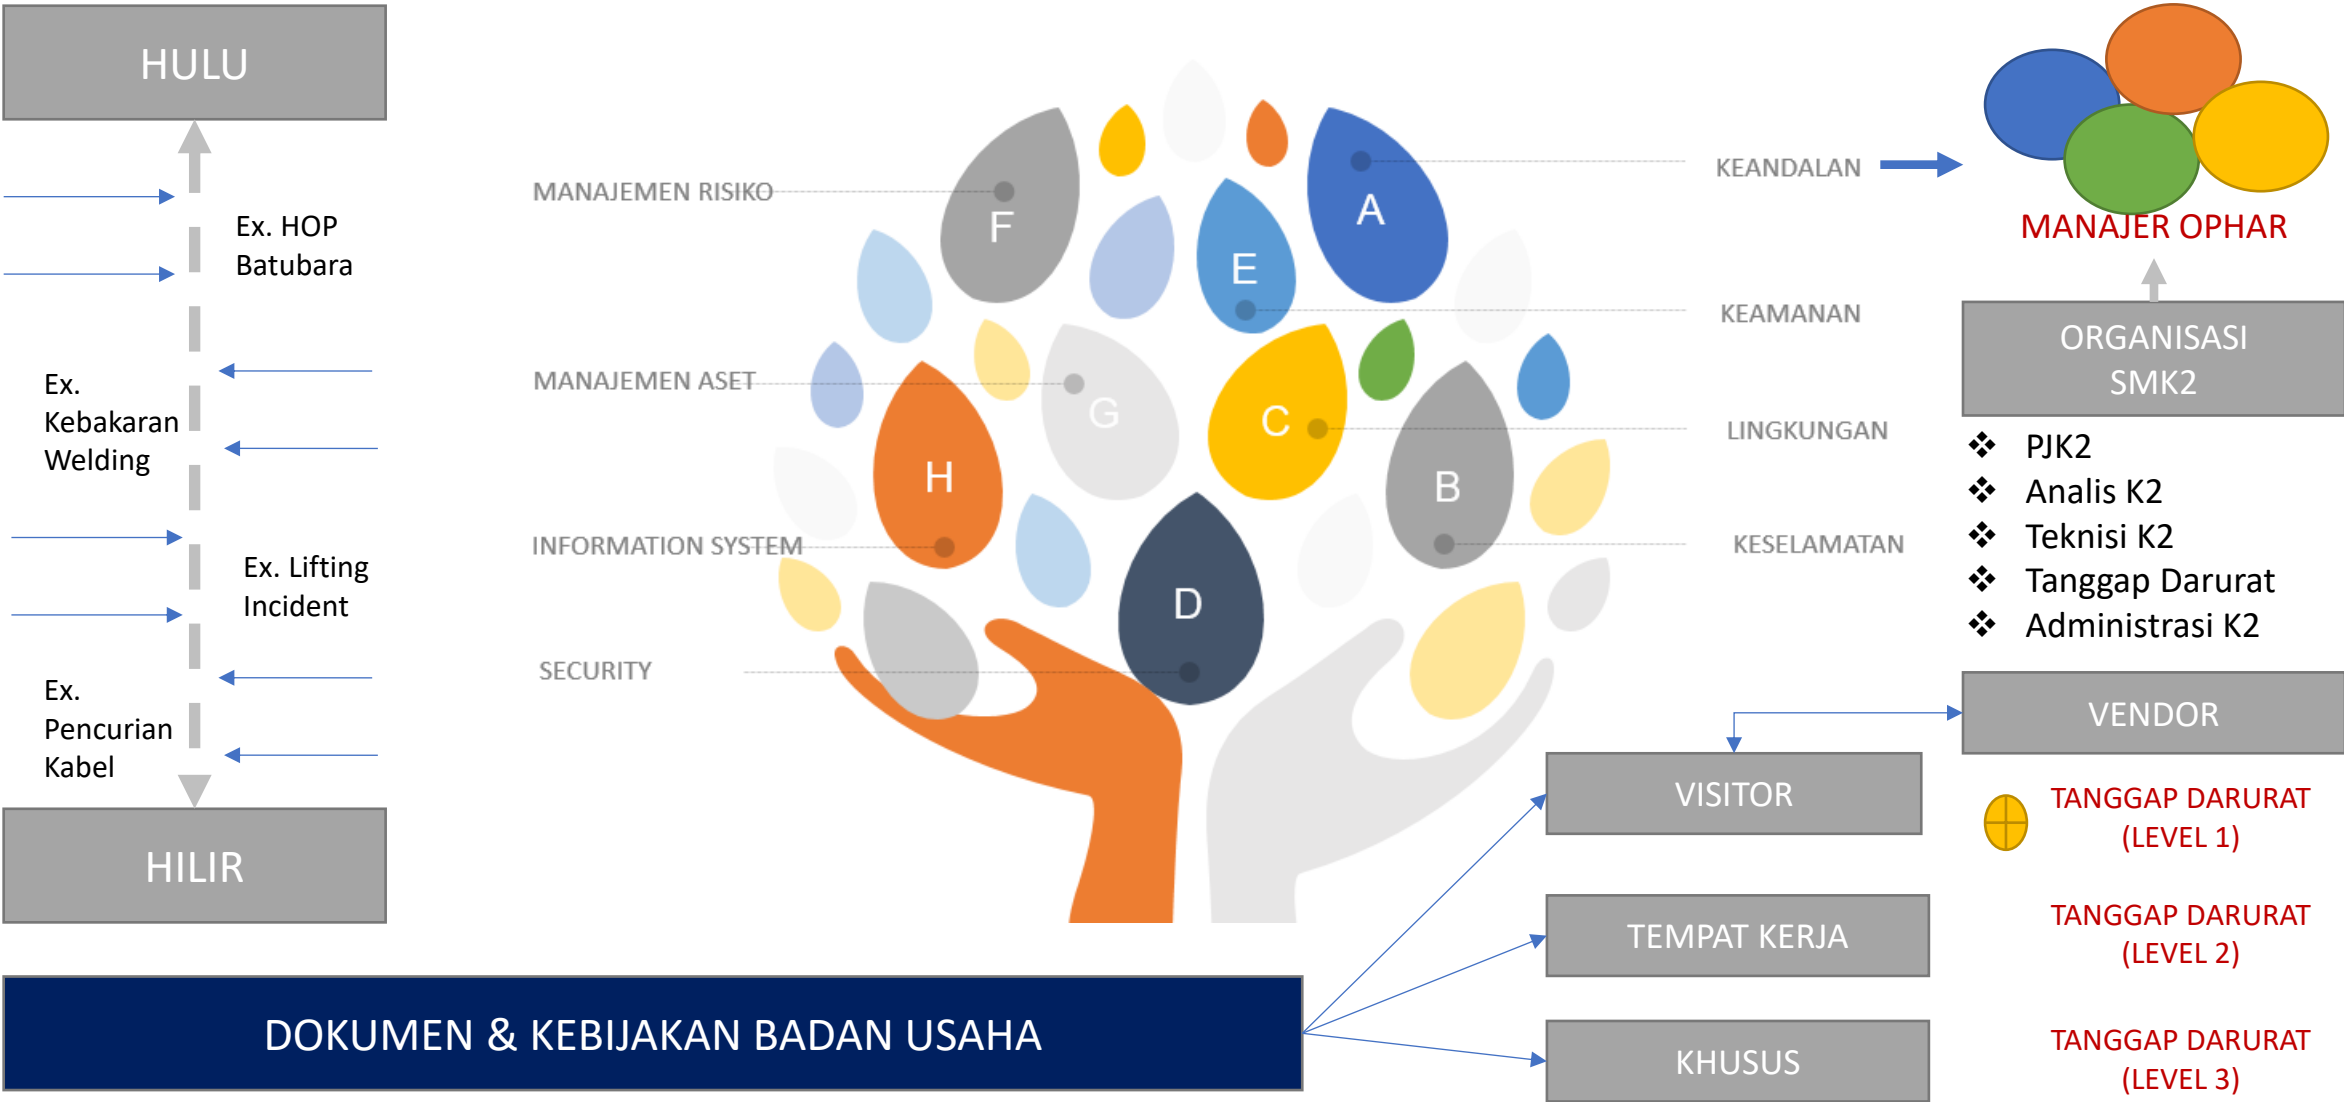 HULU
Ex. HOP
Batubara
Ex.
Kebakaran
Welding
Ex. Lifting
Incident
Ex.
Pencurian
Kabel
HILIR
MANAJEMEN RISIKO
MANAJEMEN ASET
INFORMATION SYSTEM
SECURITY
F
A
E
G
C
H
B
D
KEANDALAN
KEAMANAN
LINGKUNGAN
KESELAMATAN
MANAJER OPHAR
ORGANISASI
SMK2
❖ PJK2
❖ Analis K2
❖ Teknisi K2
❖ Tanggap Darurat
❖ Administrasi K2
VENDOR
VISITOR
TANGGAP DARURAT
(LEVEL 1)
TEMPAT KERJA
TANGGAP DARURAT
(LEVEL 2)
KHUSUS
TANGGAP DARURAT
(LEVEL 3)
DOKUMEN & KEBIJAKAN BADAN USAHA